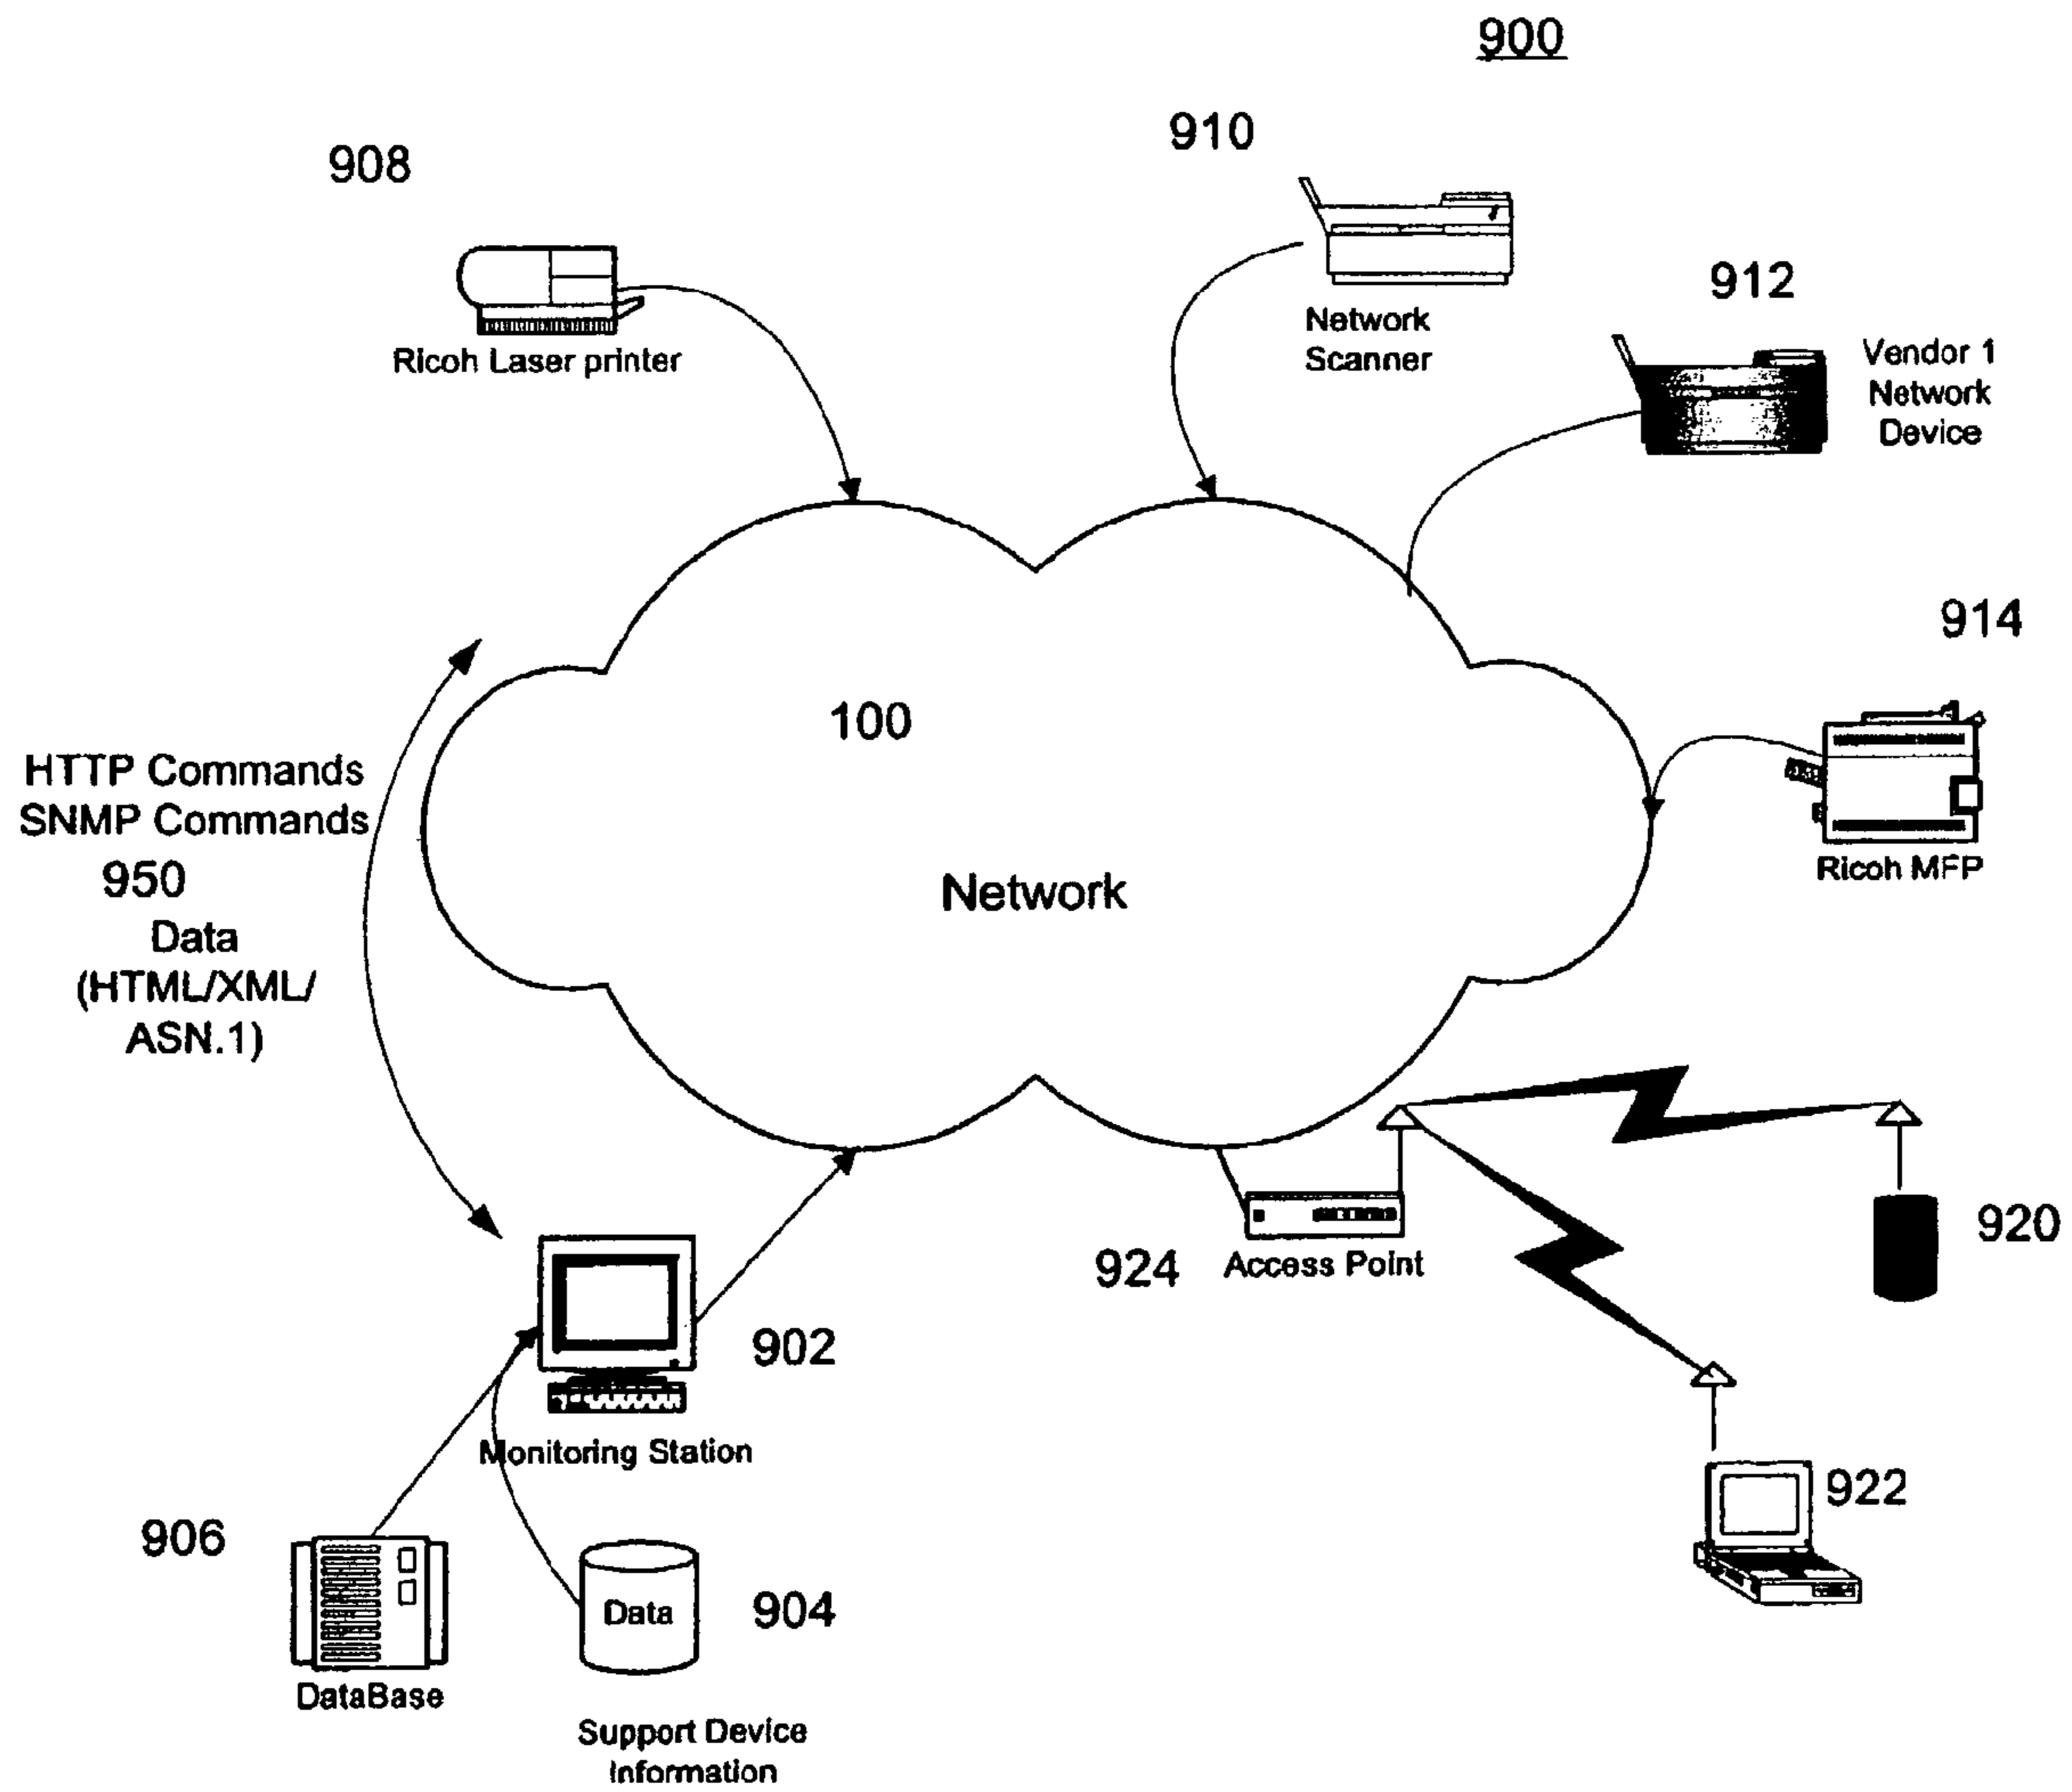 900
910
908
912
Network
Scanner
Vendor 1
Network
Device
Ricoh Laser printer
914
100
HTTP Commands
SNMP Commands
950
Data
(HTML/XML/
ASN.1)
Network
Ricoh MFP
920
924
Access Point
902
Monitoring Station
922
906
Data
904
DataBase
Support Device
Information